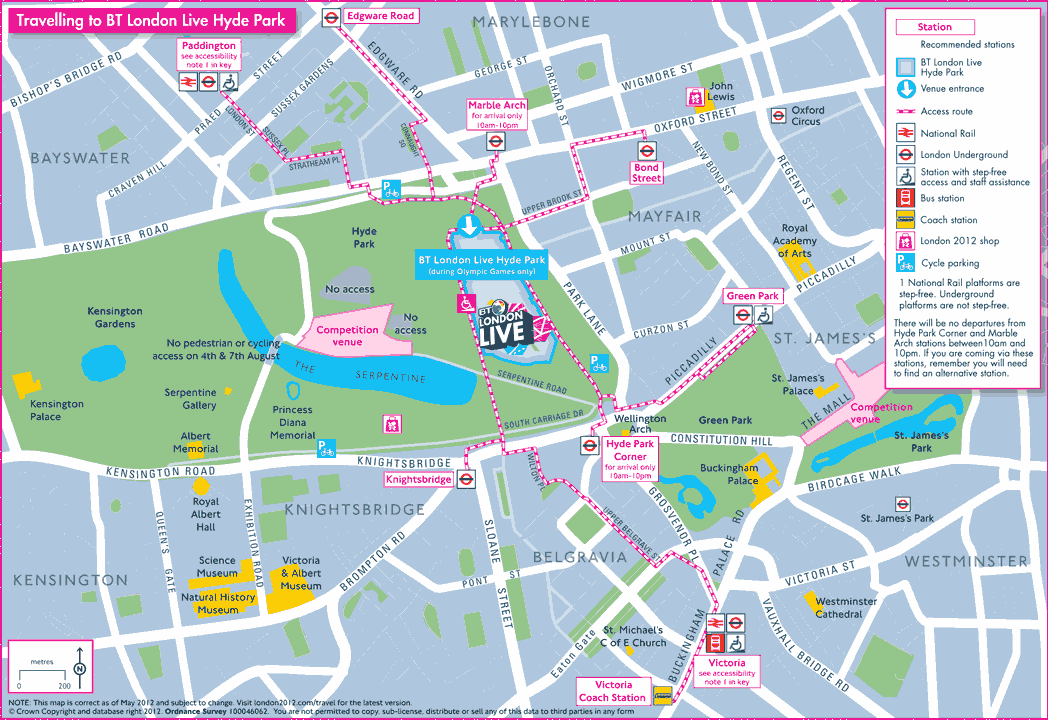 Travelling to BT London Live Hyde Park
Edgware Road
MARYLEBONE
Paddington
see accessibility
note 1 in key
BISHOP'S BRIDGE RD
PRAED STREET
SUSSEX GARDENS
EDGWARE RD
GEORGE ST
ORCHARD ST
WIGMORE ST
John
Lewis
Oxford
Circus
LONDON ST
SUSSEX PL
STRATHEAM PL
CONNAUGHT
SQ
Marble Arch
for arrival only
10am-10pm
OXFORD STREET
BAYSWATER
CRAVEN HILL
Bond
Street
NEW BOND ST
REGENT ST
UPPER BROOK ST
MAYFAIR
BAYSWATER ROAD
Hyde
Park
MOUNT ST
Royal
Academy
of Arts
PICCADILLY
BT London Live Hyde Park
(during Olympic Games only)
No access
Kensington
Gardens
Competition
venue
No
access
BT
LONDON
LIVE
PARK LANE
Green Park
CURZON ST
ST. JAMES'S
No pedestrian or cycling
access on 4th & 7th August
THE SERPENTINE
PICCADILLY
SERPENTINE ROAD
St. James's
Palace
THE MALL
Competition
venue
Kensington
Palace
Serpentine
Gallery
Princess
Diana
Memorial
SOUTH CARRIAGE DR
Wellington
Arch
Green Park
CONSTITUTION HILL
St. James's
Park
Albert
Memorial
Hyde Park
Corner
for arrival only
10am-10pm
Buckingham
Palace
BIRDCAGE WALK
KENSINGTON ROAD
KNIGHTSBRIDGE
Knightsbridge
WILTON PL
GROSVENOR PL
Royal
Albert
Hall
KNIGHTSBRIDGE
St. James's Park
QUEEN'S GATE
EXHIBITION ROAD
SLOANE STREET
UPPER BELGRAVE ST
PALACE RD
Science
Museum
Victoria
& Albert
Museum
Natural History
Museum
BROMPTON RD
BELGRAVIA
WESTMINSTER
KENSINGTON
PONT ST
VICTORIA ST
Westminster
Cathedral
VAUXHALL BRIDGE RD
St. Michael's
C of E Church
Eaton Gate
BUCKINGHAM
Victoria
see accessibility
note 1 in key
Victoria
Coach Station
Station
Recommended stations
BT London Live
Hyde Park
Venue entrance
Access route
National Rail
London Underground
Station with step-free
access and staff assistance
Bus station
Coach station
London 2012 shop
P
Cycle parking
1 National Rail platforms are
step-free. Underground
platforms are not step-free.
There will be no departures from
Hyde Park Corner and Marble
Arch stations between10am and
10pm. If you are coming via these
stations, remember you will need
to find an alternative station.
P
P
P
metres
0 200
N
NOTE: This map is correct as of May 2012 and subject to change. Visit london2012.com/travel for the latest version.
© Crown Copyright and database right 2012. Ordnance Survey 100046062. You are not permitted to copy, sub-license, distribute or sell any of this data to third parties in any form